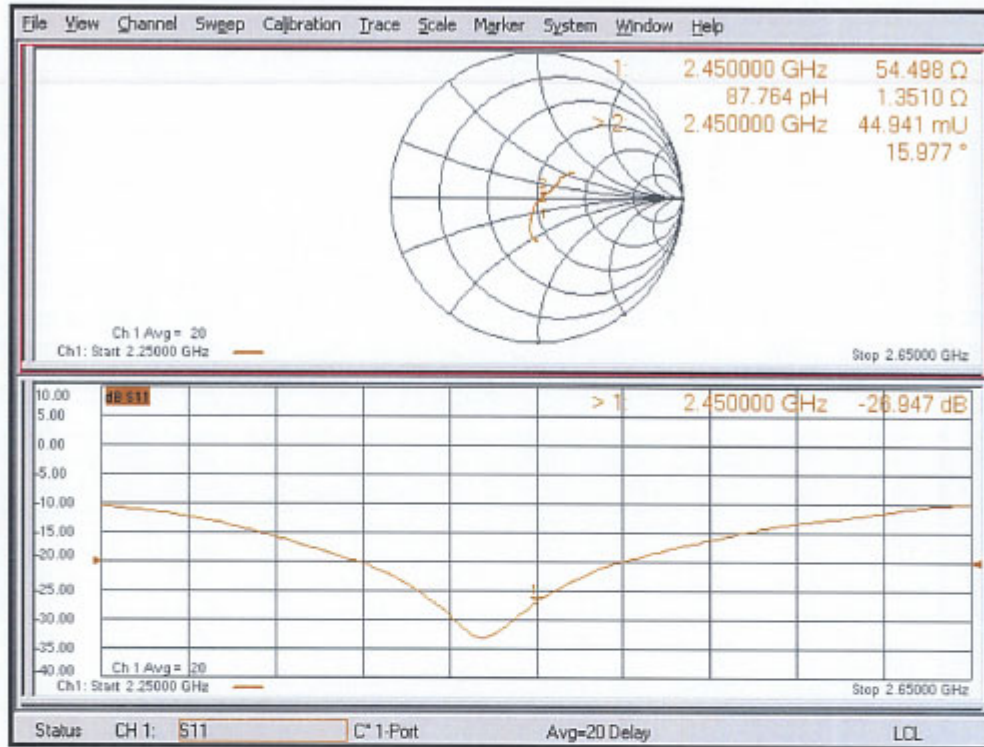 File View Channel Sweep Calibration Trace Scale Marker System Window Help
1: 2.450000 GHz 54.498 Ω
87.764 pH 1.3510 Ω
> 2: 2.450000 GHz 44.941 mU
15.977 °
Ch 1 Avg = 20
Ch1: Start 2.25000 GHz
Stop 2.65000 GHz
10.00
dB S11
> 1: 2.450000 GHz -26.947 dB
5.00
0.00
-5.00
-10.00
-15.00
-20.00
-25.00
1
-30.00
-35.00
-40.00
Ch 1 Avg = 20
Ch1: Start 2.25000 GHz
Stop 2.65000 GHz
Status CH 1: S11 C* 1-Port Avg=20 Delay LCL